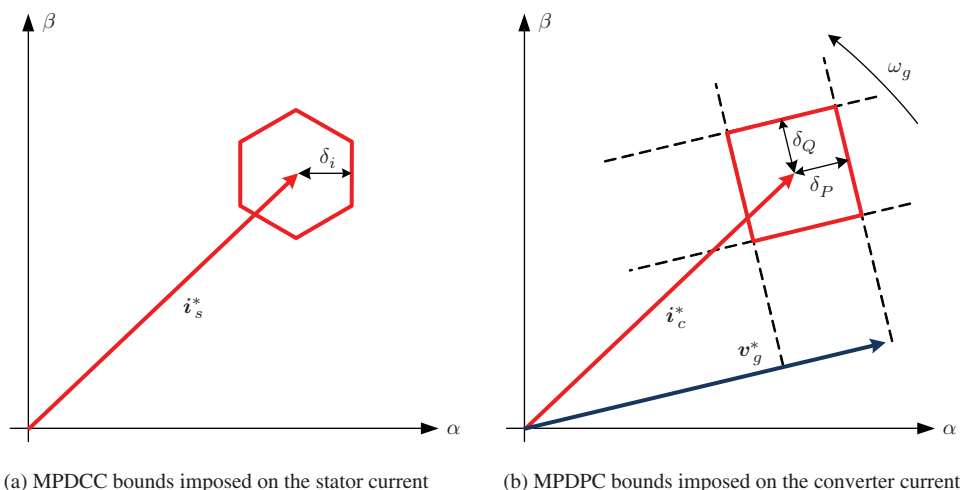 β
δ_i
i_s^*
α
(a) MPDCC bounds imposed on the stator current
β
ω_g
δ_Q
δ_P
i_c^*
v_g^*
α
(b) MPDPC bounds imposed on the converter current